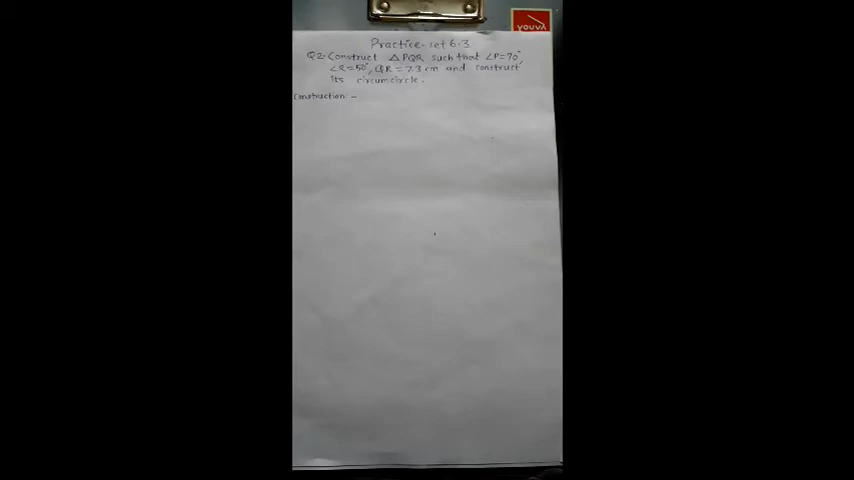 YOUVA
Practice-set 6.3
Q2. Construct △PQR such that ∠P=70°,
∠R=50°, QR=7.3 cm and construct
its circumcircle.
Construction: –